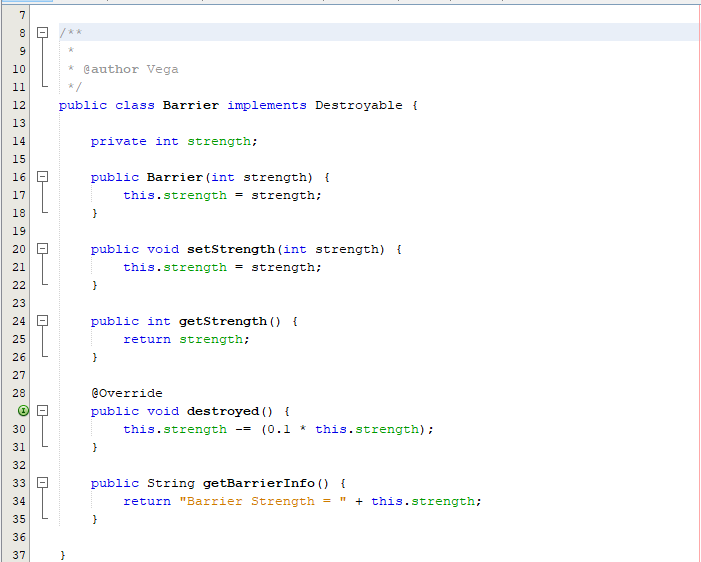 7
8 /**
9 *
10 * @author Vega
11 */
12 public class Barrier implements Destroyable {
13
14 private int strength;
15
16 public Barrier(int strength) {
17 this.strength = strength;
18 }
19
20 public void setStrength(int strength) {
21 this.strength = strength;
22 }
23
24 public int getStrength() {
25 return strength;
26 }
27
28 @Override
public void destroyed() {
30 this.strength -= (0.1 * this.strength);
31 }
32
33 public String getBarrierInfo() {
34 return "Barrier Strength = " + this.strength;
35 }
36
37 }